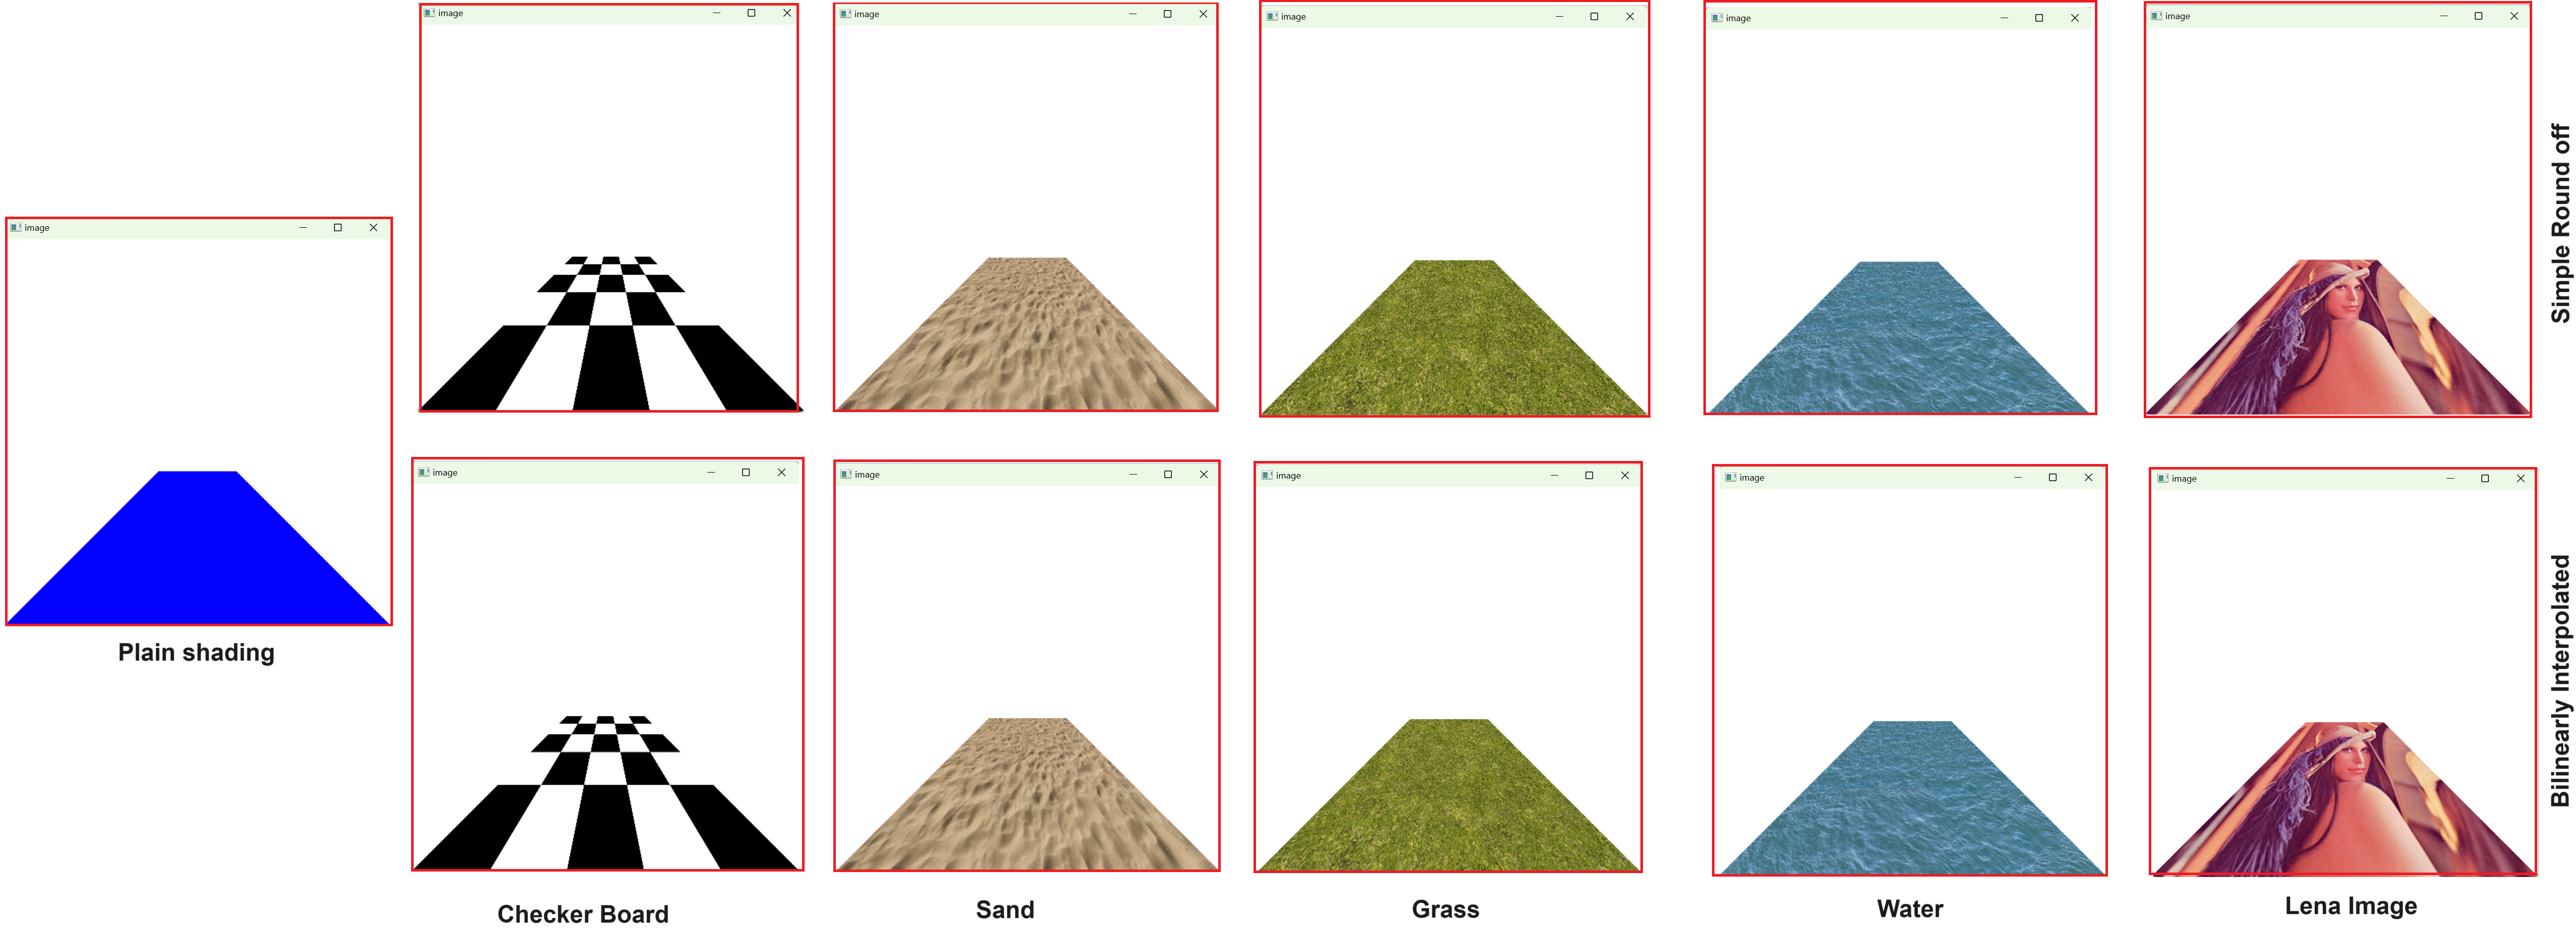 image
image
image
image
image
Simple Round off
image
Plain shading
image
image
image
image
image
Bilinearly Interpolated
Checker Board
Sand
Grass
Water
Lena Image